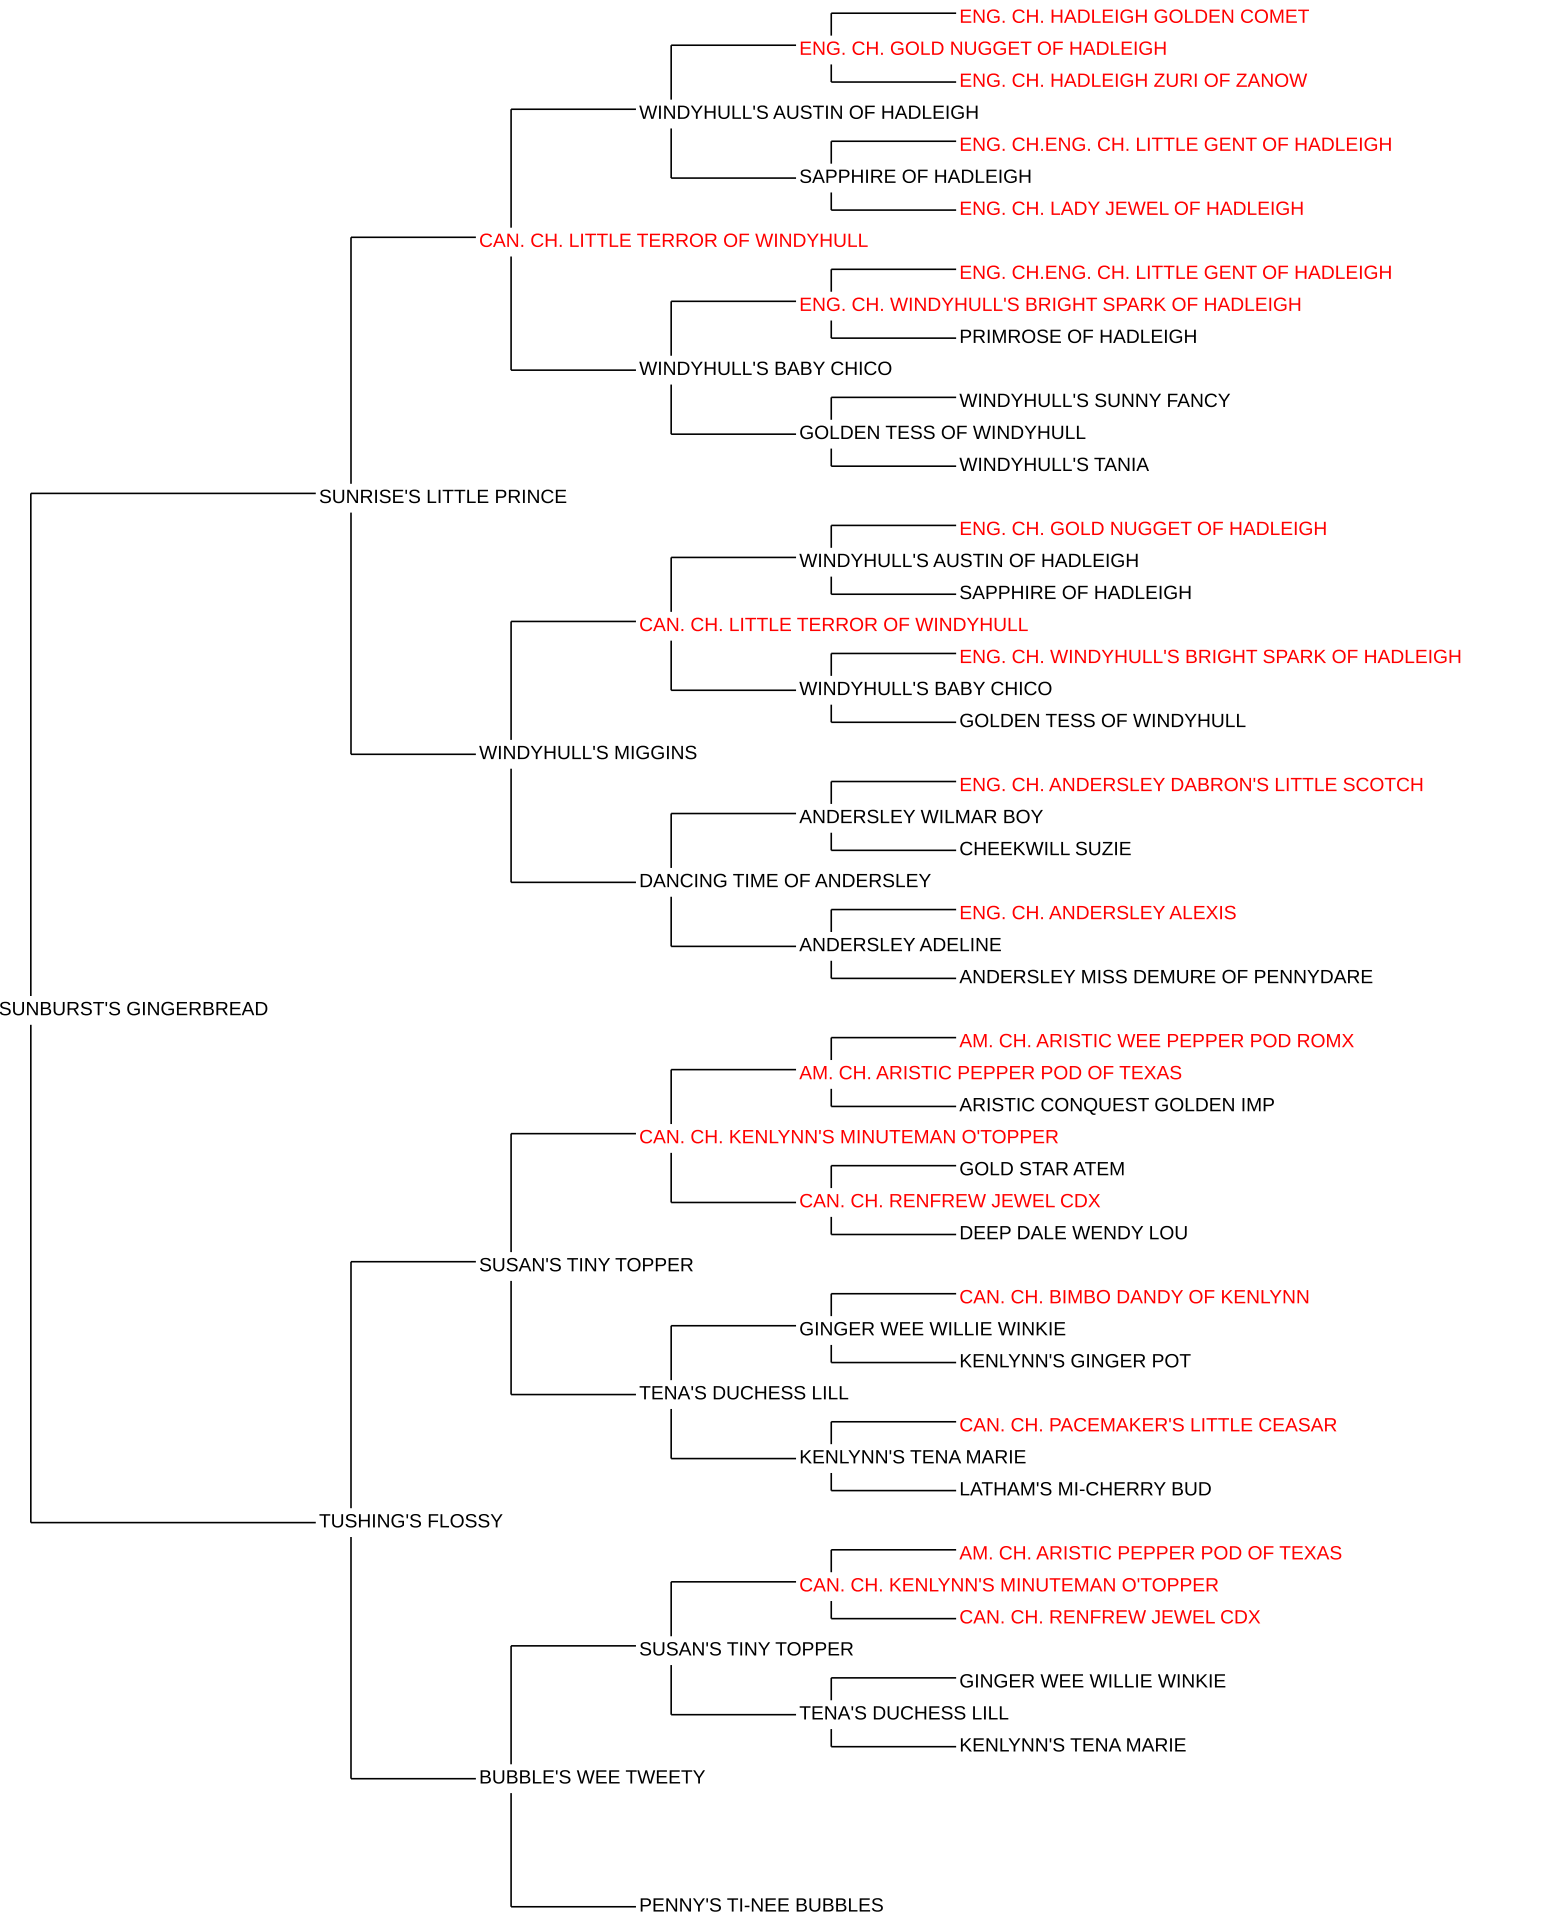 ENG. CH. HADLEIGH GOLDEN COMET
ENG. CH. GOLD NUGGET OF HADLEIGH
ENG. CH. HADLEIGH ZURI OF ZANOW
WINDYHULL'S AUSTIN OF HADLEIGH
ENG. CH.ENG. CH. LITTLE GENT OF HADLEIGH
SAPPHIRE OF HADLEIGH
ENG. CH. LADY JEWEL OF HADLEIGH
CAN. CH. LITTLE TERROR OF WINDYHULL
ENG. CH.ENG. CH. LITTLE GENT OF HADLEIGH
ENG. CH. WINDYHULL'S BRIGHT SPARK OF HADLEIGH
PRIMROSE OF HADLEIGH
WINDYHULL'S BABY CHICO
WINDYHULL'S SUNNY FANCY
GOLDEN TESS OF WINDYHULL
WINDYHULL'S TANIA
SUNRISE'S LITTLE PRINCE
ENG. CH. GOLD NUGGET OF HADLEIGH
WINDYHULL'S AUSTIN OF HADLEIGH
SAPPHIRE OF HADLEIGH
CAN. CH. LITTLE TERROR OF WINDYHULL
ENG. CH. WINDYHULL'S BRIGHT SPARK OF HADLEIGH
WINDYHULL'S BABY CHICO
GOLDEN TESS OF WINDYHULL
WINDYHULL'S MIGGINS
ENG. CH. ANDERSLEY DABRON'S LITTLE SCOTCH
ANDERSLEY WILMAR BOY
CHEEKWILL SUZIE
DANCING TIME OF ANDERSLEY
ENG. CH. ANDERSLEY ALEXIS
ANDERSLEY ADELINE
ANDERSLEY MISS DEMURE OF PENNYDARE
SUNBURST'S GINGERBREAD
AM. CH. ARISTIC WEE PEPPER POD ROMX
AM. CH. ARISTIC PEPPER POD OF TEXAS
ARISTIC CONQUEST GOLDEN IMP
CAN. CH. KENLYNN'S MINUTEMAN O'TOPPER
GOLD STAR ATEM
CAN. CH. RENFREW JEWEL CDX
DEEP DALE WENDY LOU
SUSAN'S TINY TOPPER
CAN. CH. BIMBO DANDY OF KENLYNN
GINGER WEE WILLIE WINKIE
KENLYNN'S GINGER POT
TENA'S DUCHESS LILL
CAN. CH. PACEMAKER'S LITTLE CEASAR
KENLYNN'S TENA MARIE
LATHAM'S MI-CHERRY BUD
TUSHING'S FLOSSY
AM. CH. ARISTIC PEPPER POD OF TEXAS
CAN. CH. KENLYNN'S MINUTEMAN O'TOPPER
CAN. CH. RENFREW JEWEL CDX
SUSAN'S TINY TOPPER
GINGER WEE WILLIE WINKIE
TENA'S DUCHESS LILL
KENLYNN'S TENA MARIE
BUBBLE'S WEE TWEETY
PENNY'S TI-NEE BUBBLES